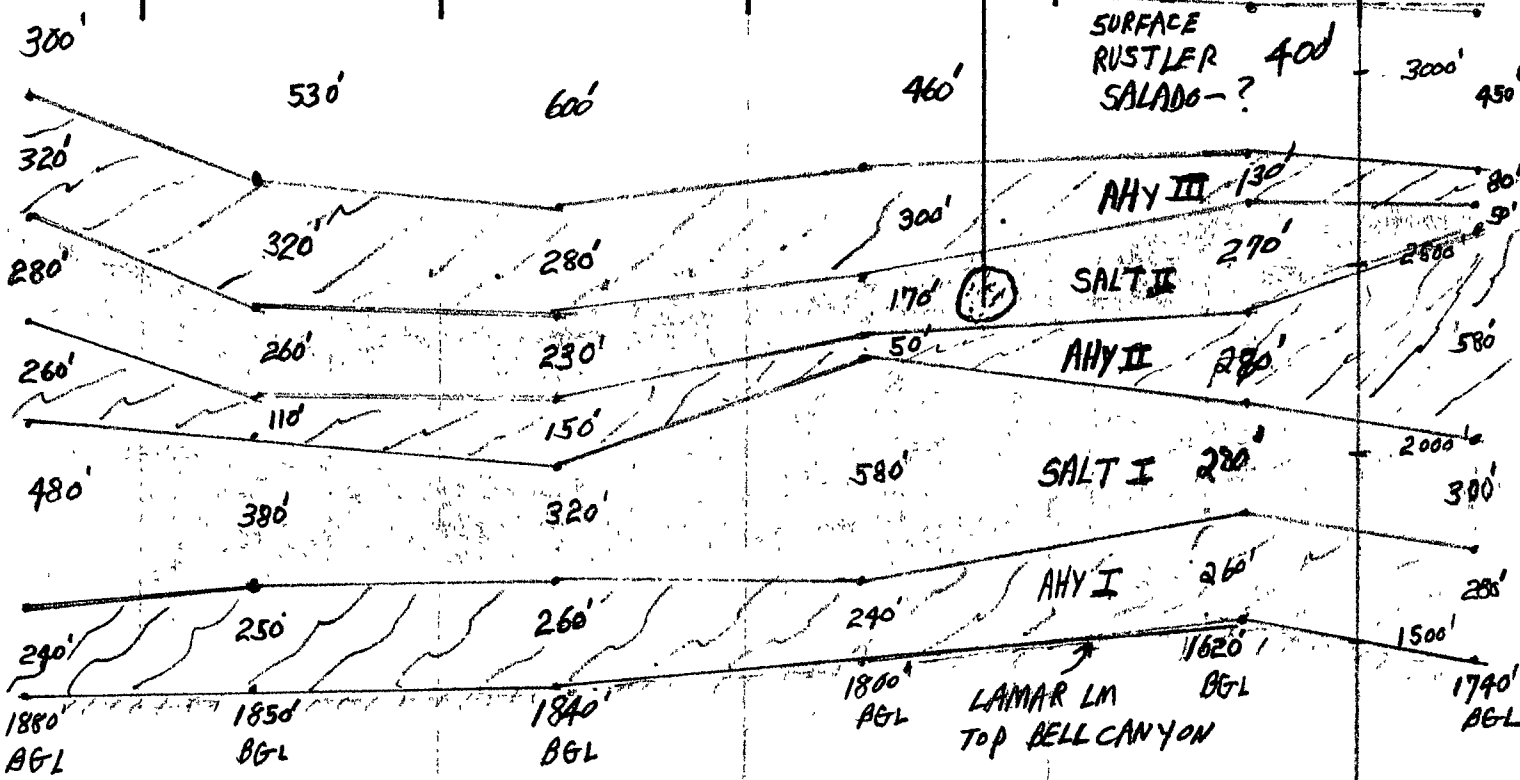 300'
530'
600'
460'
SURFACE
RUSTLER
SALADO-?
400'
3000'
450'
320'
320'
280'
300'
AHY III
130'
80'
50'
280'
260'
230'
170'
SALT II
270'
2500'
260'
110'
150'
50'
AHY II
280'
580'
480'
380'
320'
580'
SALT I
280'
2000'
300'
240'
250'
260'
240'
AHY I
260'
280'
1500'
1880'
BGL
1850'
BGL
1840'
BGL
1800'
BGL
LAMAR LM
TOP BELL CANYON
1620'
BGL
1740'
BGL